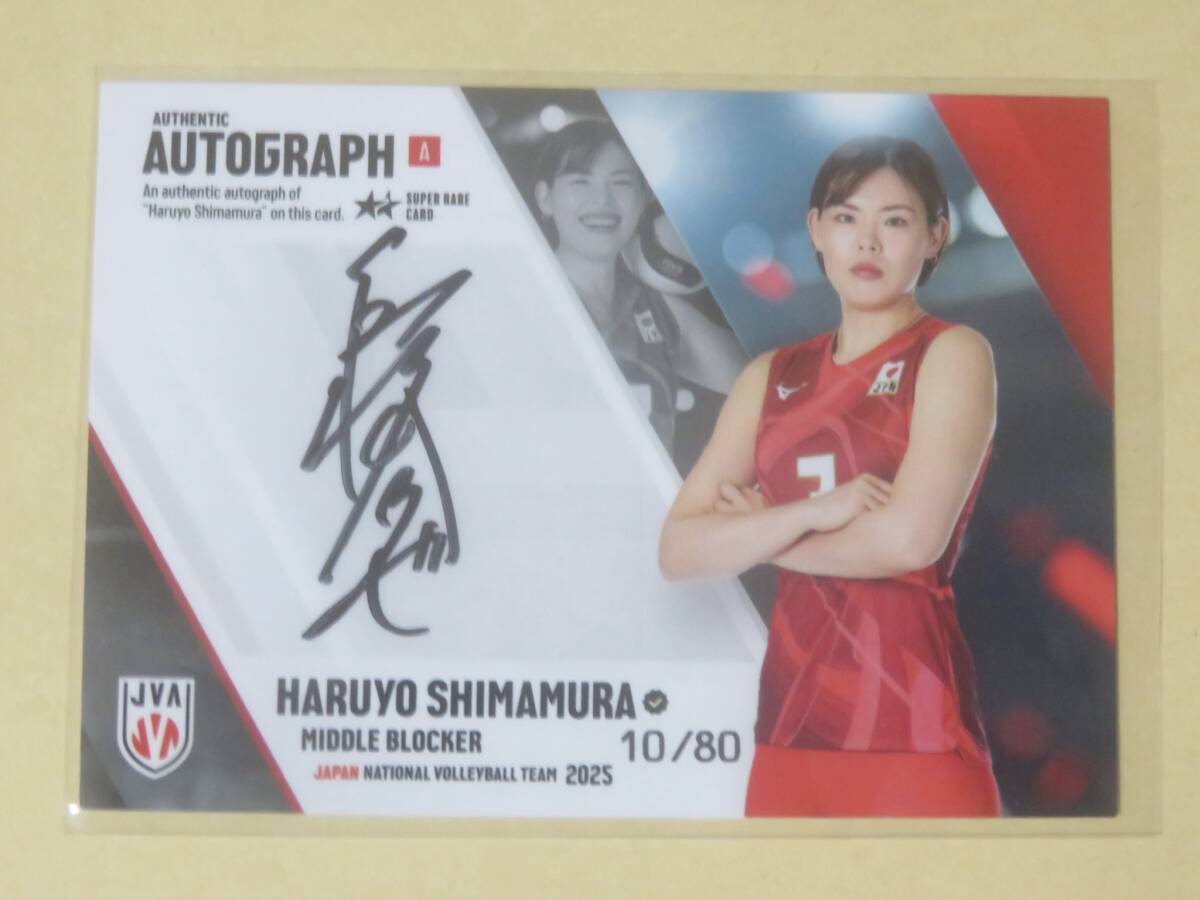 AUTHENTIC
AUTOGRAPH A
An authentic autograph of
"Haruyo Shimamura" on this card.
SUPER RARE
CARD
JPN
HARUYO SHIMAMURA
MIDDLE BLOCKER
10/80
JAPAN NATIONAL VOLLEYBALL TEAM 2025
JVA